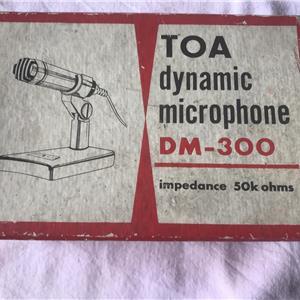 TOA
dynamic
microphone
DM-300
impedance 50k ohms